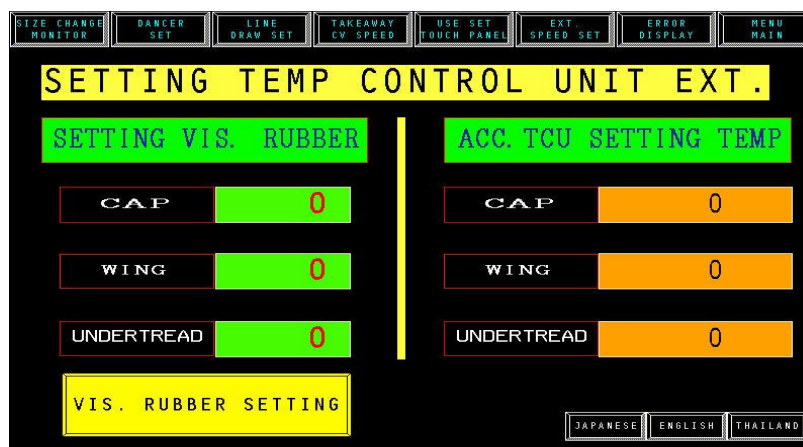 SIZE CHANGE
MONITOR
DANCER
SET
LINE
DRAW SET
TAKEAWAY
CV SPEED
USE SET
TOUCH PANEL
EXT.
SPEED SET
ERROR
DISPLAY
MENU
MAIN
SETTING TEMP CONTROL UNIT EXT.
SETTING VIS. RUBBER
ACC. TCU SETTING TEMP
CAP 0
CAP 0
WING 0
WING 0
UNDERTREAD 0
UNDERTREAD 0
VIS. RUBBER SETTING
JAPANESE ENGLISH THAILAND